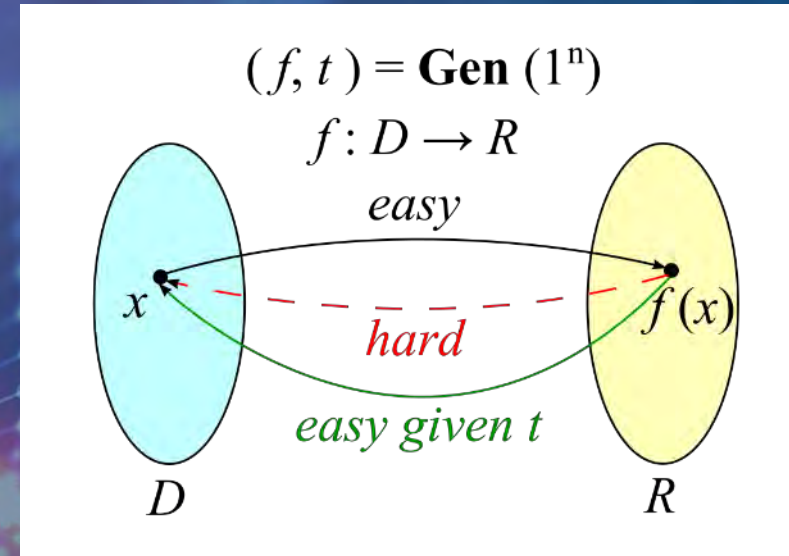 (f, t ) = Gen (1ⁿ)
f : D → R
easy
x
f (x)
hard
easy given t
D
R